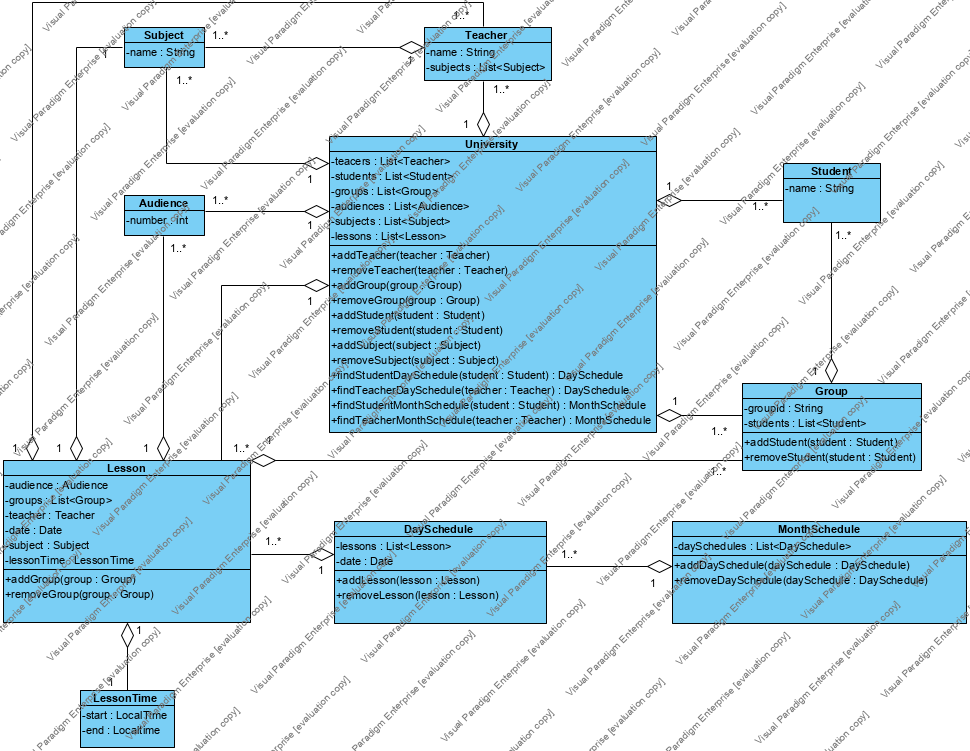 1..*
Subject
-name : String
1..*
1
1..*
Teacher
-name : String
-subjects : List<Subject>
1..*
1
University
-teacers : List<Teacher>
-students : List<Student>
-groups : List<Group>
-audiences : List<Audience>
-subjects : List<Subject>
-lessons : List<Lesson>
+addTeacher(teacher : Teacher)
+removeTeacher(teacher : Teacher)
+addGroup(group : Group)
+removeGroup(group : Group)
+addStudent(student : Student)
+removeStudent(student : Student)
+addSubject(subject : Subject)
+removeSubject(subject : Subject)
+findStudentDaySchedule(student : Student) : DaySchedule
+findTeacherDaySchedule(teacher : Teacher) : DaySchedule
+findStudentMonthSchedule(student : Student) : MonthSchedule
+findTeacherMonthSchedule(teacher : Teacher) : MonthSchedule
1
1
1
1
1..*
Student
-name : String
1..*
Audience
-number : int
1..*
1..*
1
Group
-groupId : String
-students : List<Student>
+addStudent(student : Student)
+removeStudent(student : Student)
1
1..*
1..*
1
1
1
1..*
1
Lesson
-audience : Audience
-groups : List<Group>
-teacher : Teacher
-date : Date
-subject : Subject
-lessonTime : LessonTime
+addGroup(group : Group)
+removeGroup(group : Group)
1..*
1
DaySchedule
-lessons : List<Lesson>
-date : Date
+addLesson(lesson : Lesson)
+removeLesson(lesson : Lesson)
1..*
1
MonthSchedule
-daySchedules : List<DaySchedule>
+addDaySchedule(daySchedule : DaySchedule)
+removeDaySchedule(daySchedule : DaySchedule)
1
1
LessonTime
-start : LocalTime
-end : Localtime
Visual Paradigm Enterprise [evaluation copy]